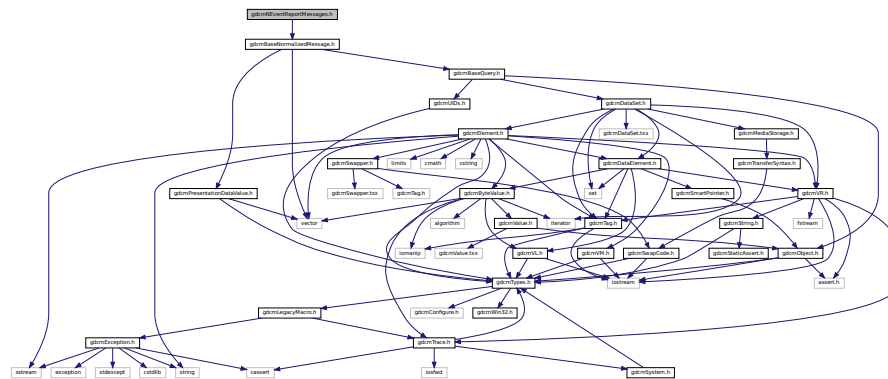 gdcmNEventReportMessages.h
gdcmBaseNormalizedMessage.h
gdcmBaseQuery.h
gdcmUIDs.h
gdcmDataSet.h
gdcmElement.h
gdcmDataSet.txx
gdcmMediaStorage.h
gdcmSwapper.h
limits
cmath
cstring
gdcmDataElement.h
gdcmTransferSyntax.h
gdcmPresentationDataValue.h
gdcmSwapper.txx
gdcmTag.h
gdcmByteValue.h
set
gdcmSmartPointer.h
gdcmVR.h
vector
algorithm
gdcmValue.h
iterator
gdcmTag.h
gdcmString.h
fstream
iomanip
gdcmValue.txx
gdcmVL.h
gdcmVM.h
gdcmSwapCode.h
gdcmStaticAssert.h
gdcmObject.h
gdcmTypes.h
iostream
assert.h
gdcmLegacyMacro.h
gdcmConfigure.h
gdcmWin32.h
gdcmException.h
gdcmTrace.h
sstream
exception
stdexcept
cstdlib
string
cassert
iosfwd
gdcmSystem.h